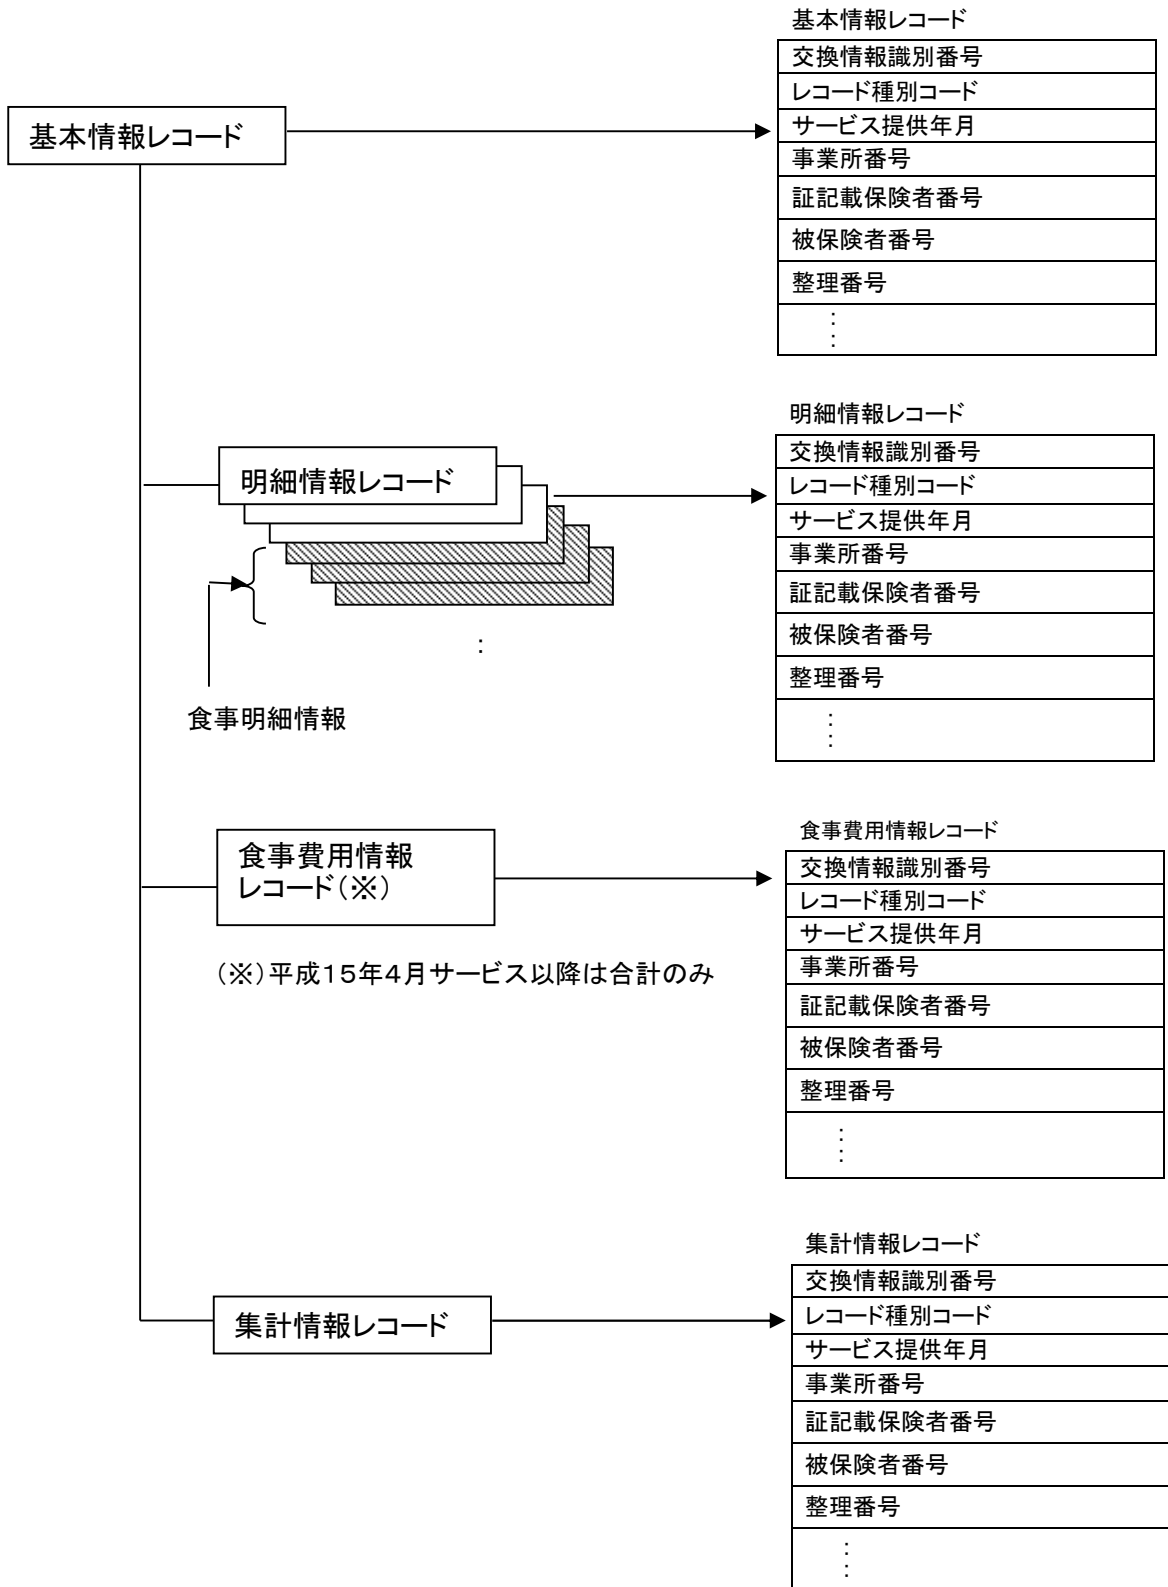 基本情報レコード
基本情報レコード
交換情報識別番号
レコード種別コード
サービス提供年月
事業所番号
証記載保険者番号
被保険者番号
整理番号
:
:
明細情報レコード
食事明細情報
:
明細情報レコード
交換情報識別番号
レコード種別コード
サービス提供年月
事業所番号
証記載保険者番号
被保険者番号
整理番号
:
:
食事費用情報
レコード(※)
(※)平成15年4月サービス以降は合計のみ
食事費用情報レコード
交換情報識別番号
レコード種別コード
サービス提供年月
事業所番号
証記載保険者番号
被保険者番号
整理番号
:
:
集計情報レコード
集計情報レコード
交換情報識別番号
レコード種別コード
サービス提供年月
事業所番号
証記載保険者番号
被保険者番号
整理番号
:
: